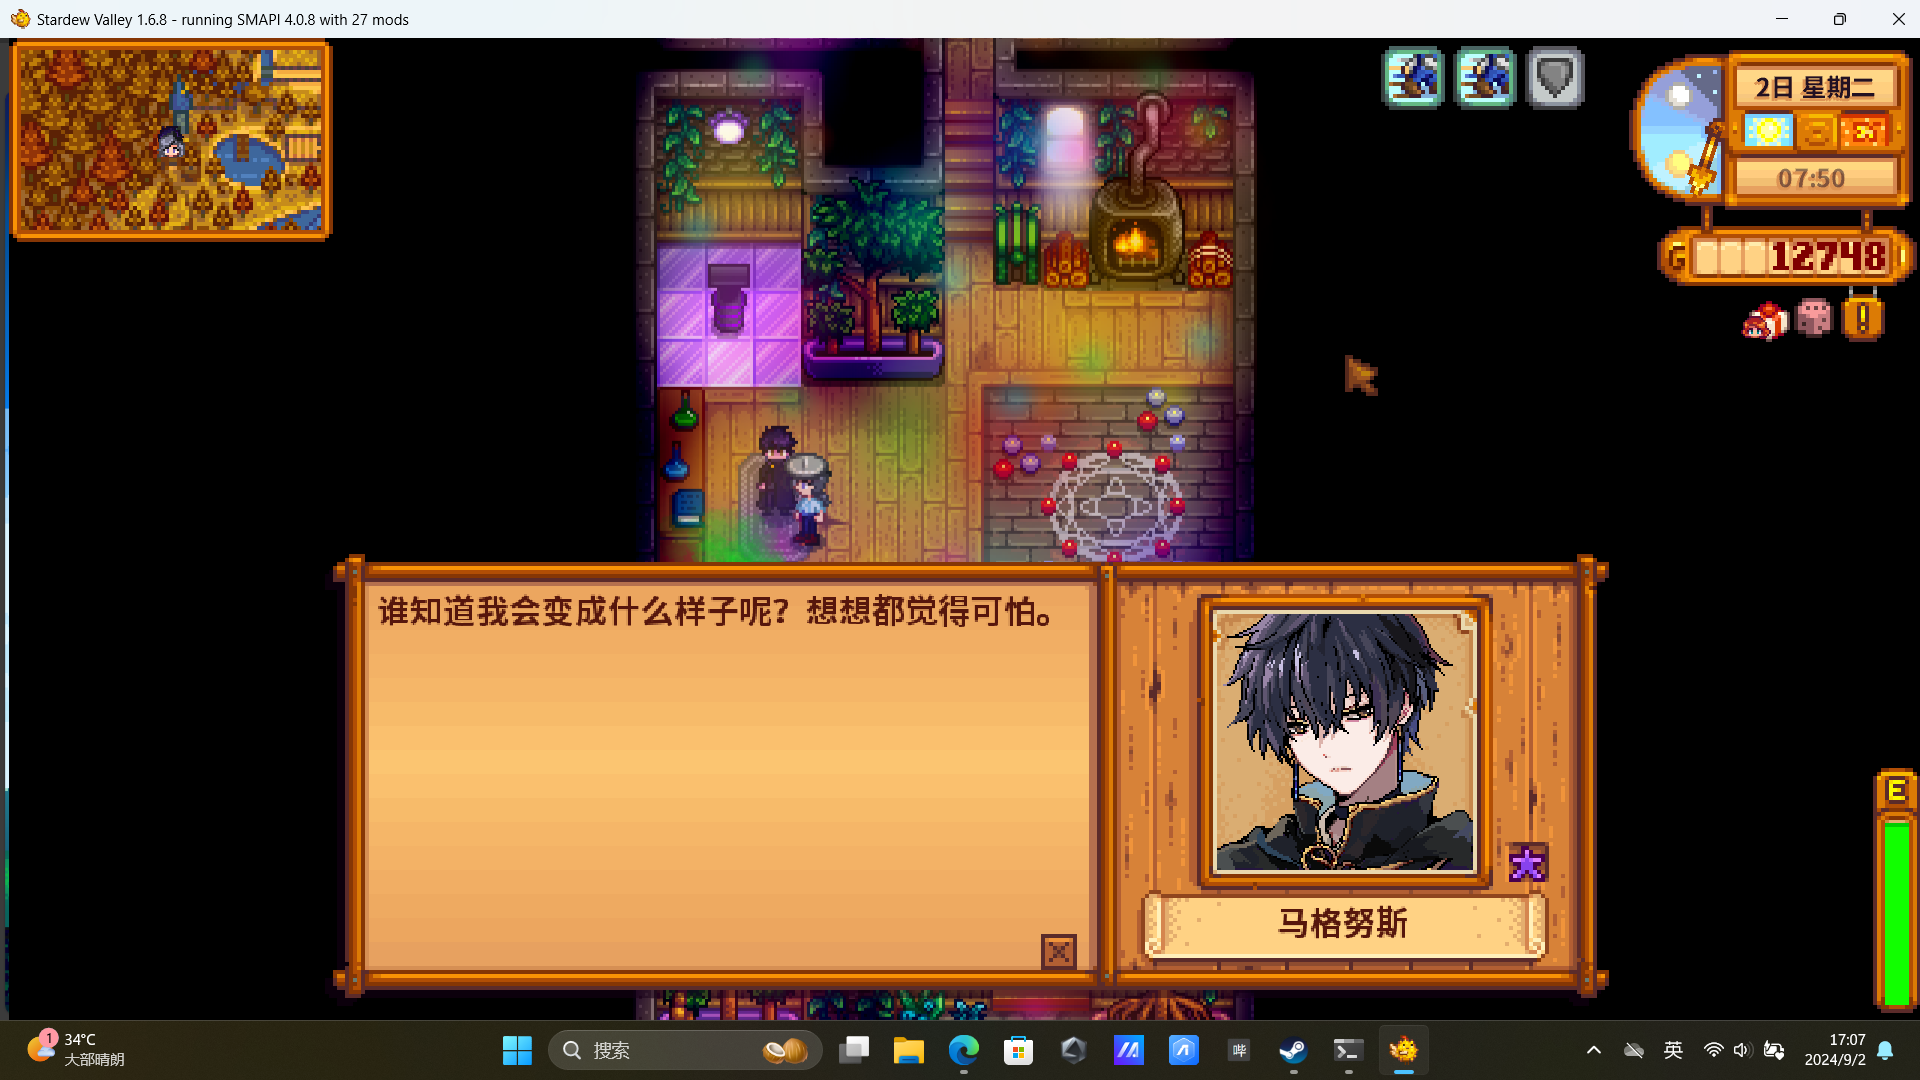 Stardew Valley 1.6.8 - running SMAPI 4.0.8 with 27 mods
2日 星期二
07:50
G
12748
谁知道我会变成什么样子呢？想想都觉得可怕。
马格努斯
E
1
34°C
大部晴朗
搜索
哔
英
17:07
2024/9/2